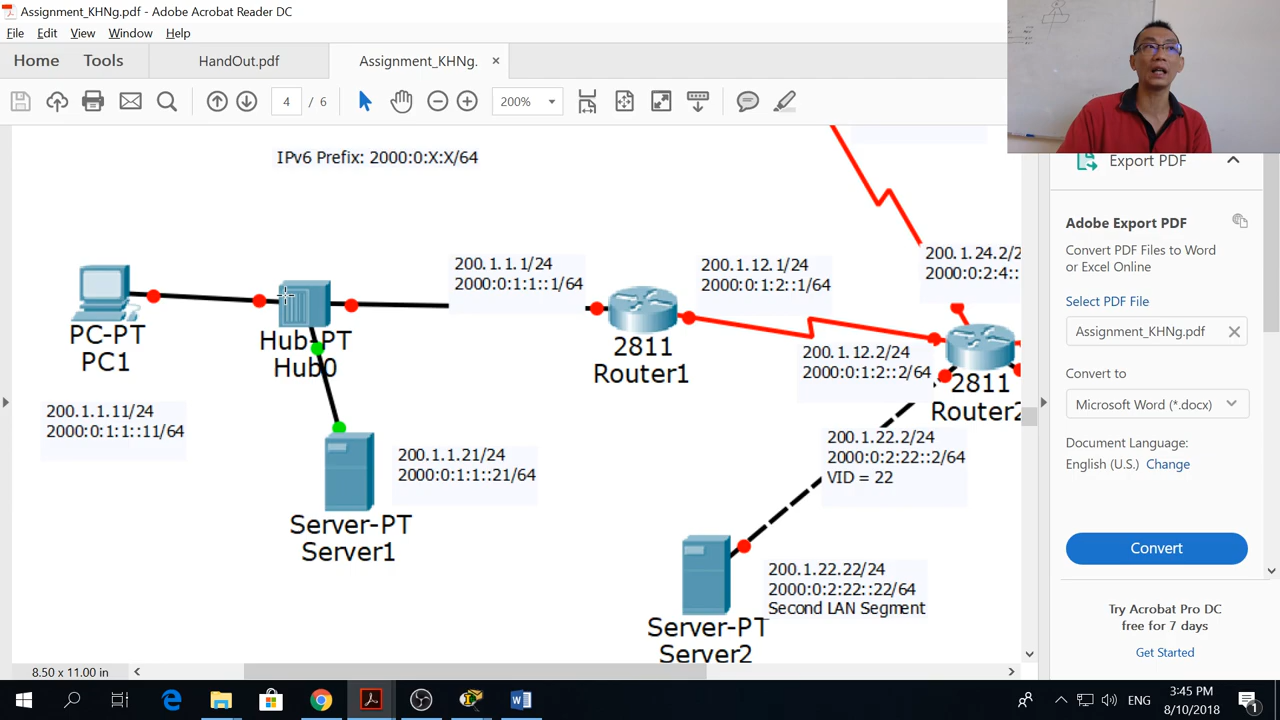 Assignment_KHNg.pdf - Adobe Acrobat Reader DC
File Edit View Window Help
Home Tools HandOut.pdf Assignment_KHNg. ×
4 / 6 200%
IPv6 Prefix: 2000:0:X:X/64
PC-PT
PC1
200.1.1.11/24
2000:0:1:1::11/64
Hub-PT
Hub0
200.1.1.21/24
2000:0:1:1::21/64
Server-PT
Server1
200.1.1.1/24
2000:0:1:1::1/64
2811
Router1
200.1.12.1/24
2000:0:1:2::1/64
200.1.12.2/24
2000:0:1:2::2/64
200.1.24.2/2
2000:0:2:4::
2811
Router2
200.1.22.2/24
2000:0:2:22::2/64
VID = 22
200.1.22.22/24
2000:0:2:22::22/64
Second LAN Segment
Server-PT
Server2
8.50 x 11.00 in
Export PDF
Adobe Export PDF
Convert PDF Files to Word
or Excel Online
Select PDF File
Assignment_KHNg.pdf
Convert to
Microsoft Word (*.docx)
Document Language:
English (U.S.) Change
Convert
Try Acrobat Pro DC
free for 7 days
Get Started
ENG
3:45 PM
8/10/2018
1